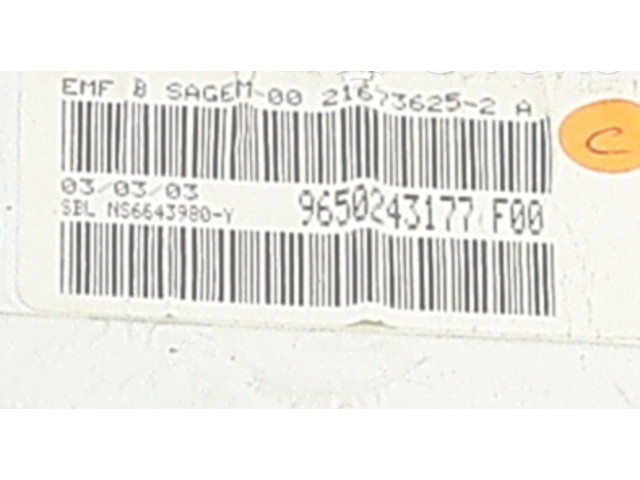 EMF B SAGEM-00 21673625-2 A
C
03/03/03
SBL NS6643980-Y 9650243177 F00